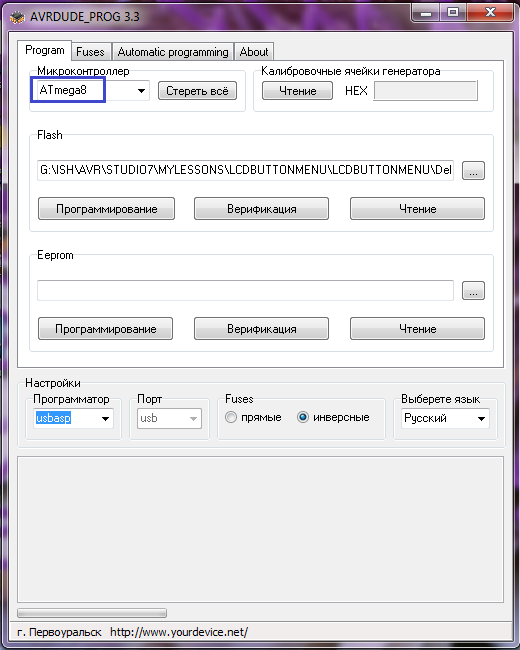 AVRDUDE_PROG 3.3
Program Fuses Automatic programming About
Микроконтроллер Калибровочные ячейки генератора
ATmega8 Стереть всё Чтение HEX
Flash
G:\ISH\AVR\STUDIO7\MYLESSONS\LCDBUTTONMENU\LCDBUTTONMENU\Del ...
Программирование Верификация Чтение
Eeprom
...
Программирование Верификация Чтение
Настройки
Программатор Порт Fuses Выберете язык
usbasp usb прямые инверсные Русский
г. Первоуральск http://www.yourdevice.net/